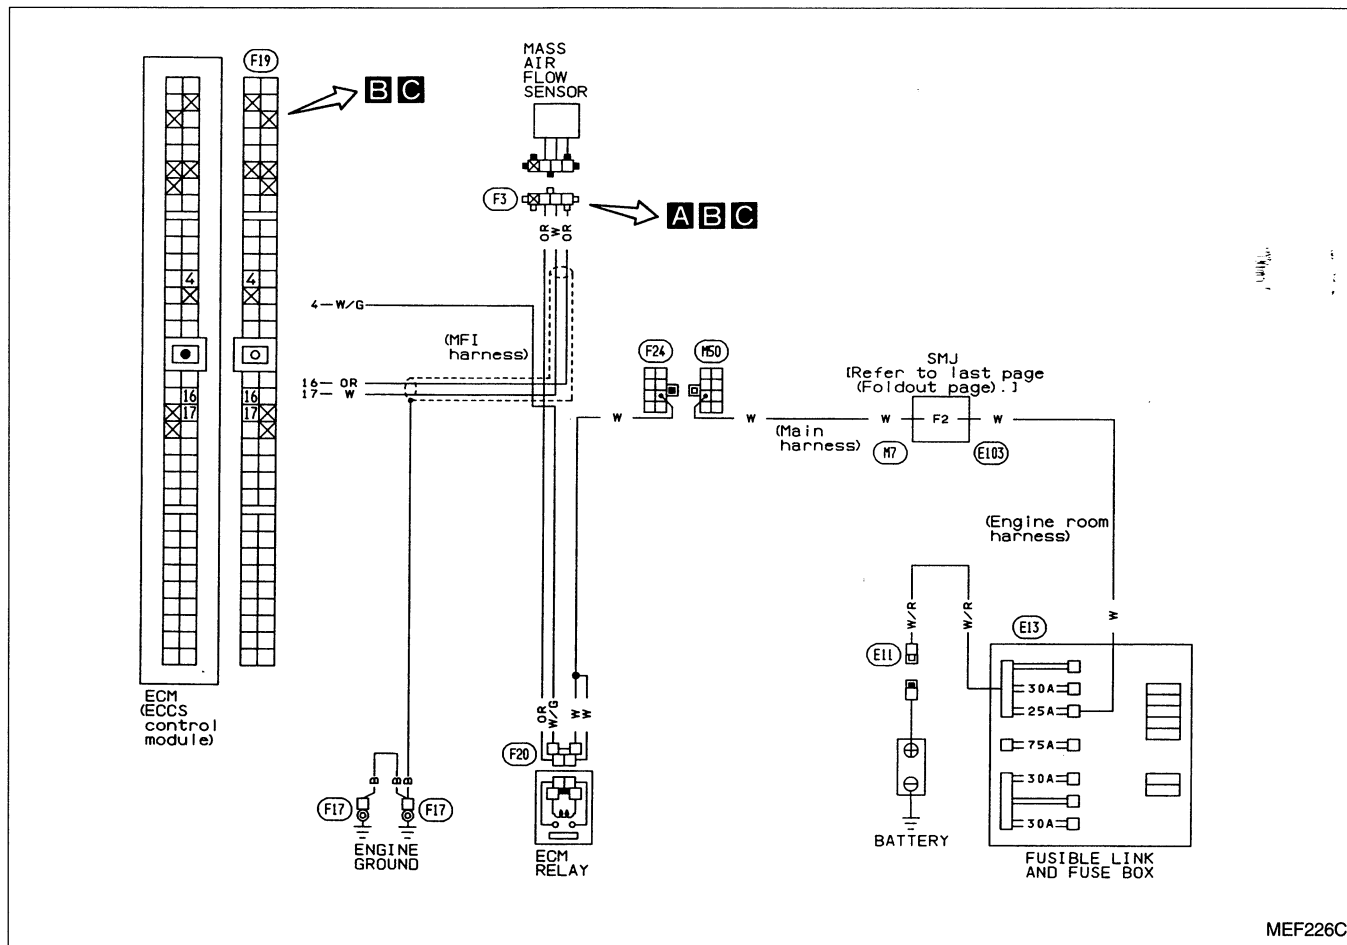 F19
B C
MASS
AIR
FLOW
SENSOR
F3
A B C
OR
W
OR
4
4
4 W/G
(MFI
harness)
16 OR
17 W
16
17
16
17
F24
M50
W
W
(Main
harness)
SMJ
[Refer to last page
(Foldout page).]
W
F2
W
M7
E103
(Engine room
harness)
W/R
W/R
W
E11
E13
30A
25A
75A
30A
30A
BATTERY
FUSIBLE LINK
AND FUSE BOX
ECM
(ECCS
control
module)
OR
W/G
W
W
F20
B
B
B
F17
F17
ENGINE
GROUND
ECM
RELAY
MEF226C